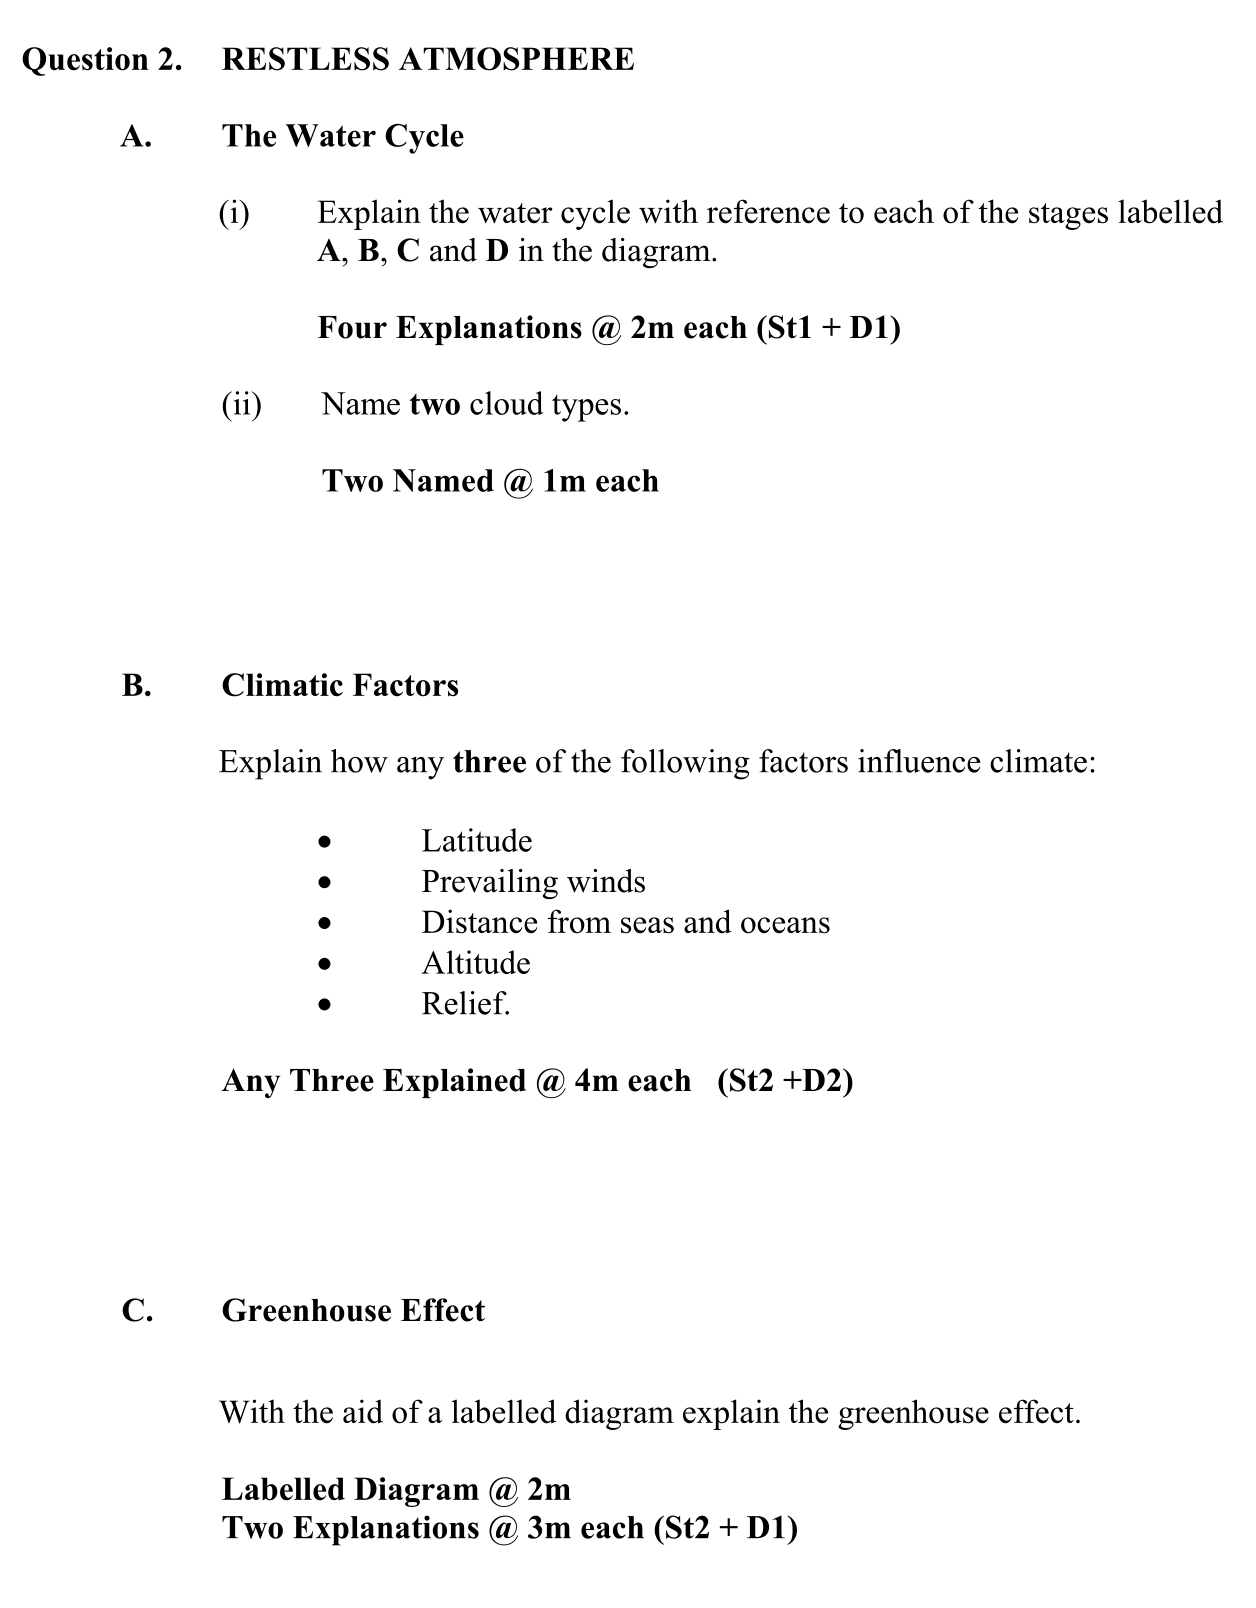 Question 2. RESTLESS ATMOSPHERE
A. The Water Cycle
(i) Explain the water cycle with reference to each of the stages labelled
A, B, C and D in the diagram.
Four Explanations @ 2m each (St1 + D1)
(ii) Name two cloud types.
Two Named @ 1m each
B. Climatic Factors
Explain how any three of the following factors influence climate:
• Latitude
• Prevailing winds
• Distance from seas and oceans
• Altitude
• Relief.
Any Three Explained @ 4m each (St2 +D2)
C. Greenhouse Effect
With the aid of a labelled diagram explain the greenhouse effect.
Labelled Diagram @ 2m
Two Explanations @ 3m each (St2 + D1)